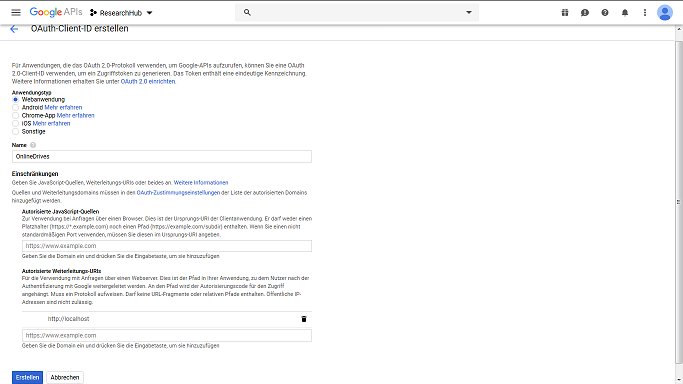 Google APIs ResearchHub
OAuth-Client-ID erstellen
Für Anwendungen, die das OAuth 2.0-Protokoll verwenden, um Google-APIs aufzurufen, können Sie eine OAuth
2.0-Client-ID verwenden, um ein Zugriffstoken zu generieren. Das Token enthält eine eindeutige Kennzeichnung.
Weitere Informationen erhalten Sie unter OAuth 2.0 einrichten.
Anwendungstyp
Webanwendung
Android Mehr erfahren
Chrome-App Mehr erfahren
iOS Mehr erfahren
Sonstige
Name
OnlineDrives
Einschränkungen
Geben Sie JavaScript-Quellen, Weiterleitungs-URIs oder beides an. Weitere Informationen
Quellen und Weiterleitungsdomains müssen in den OAuth-Zustimmungseinstellungen der Liste der autorisierten Domains
hinzugefügt werden.
Autorisierte JavaScript-Quellen
Zur Verwendung bei Anfragen über einen Browser. Dies ist der Ursprungs-URI der Clientanwendung. Er darf weder einen
Platzhalter (https://*.example.com) noch einen Pfad (https://example.com/subdir) enthalten. Wenn Sie einen nicht
standardmäßigen Port verwenden, müssen Sie diesen im Ursprungs-URI angeben.
https://www.example.com
Geben Sie die Domain ein und drücken Sie die Eingabetaste, um sie hinzuzufügen
Autorisierte Weiterleitungs-URIs
Für die Verwendung mit Anfragen über einen Webserver. Dies ist der Pfad in Ihrer Anwendung, zu dem Nutzer nach der
Authentifizierung mit Google weitergeleitet werden. An den Pfad wird der Autorisierungscode für den Zugriff
angehängt. Muss ein Protokoll aufweisen. Darf keine URL-Fragmente oder relativen Pfade enthalten. Öffentliche IP-
Adressen sind nicht zulässig.
http://localhost
https://www.example.com
Geben Sie die Domain ein und drücken Sie die Eingabetaste, um sie hinzuzufügen
Erstellen Abbrechen